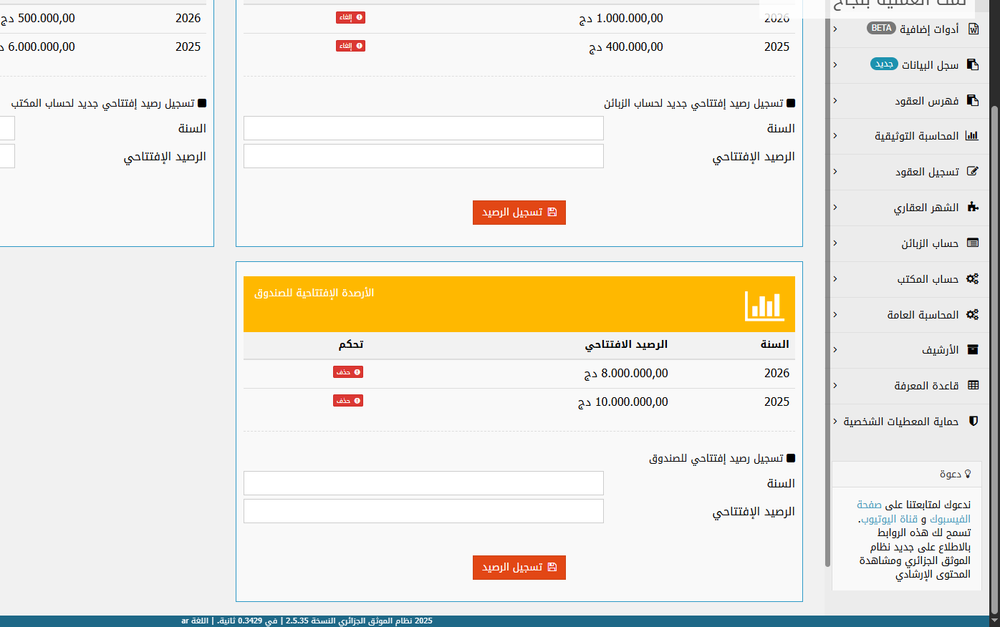 تمت العملية بنجاح
أدوات إضافية BETA
سجل البيانات جديد
فهرس العقود
المحاسبة التوثيقية
تسجيل العقود
الشهر العقاري
حساب الزبائن
حساب المكتب
المحاسبة العامة
الأرشيف
قاعدة المعرفة
حماية المعطيات الشخصية
دعوة
ندعوك لمتابعتنا على صفحة
الفيسبوك و قناة اليوتيوب.
تسمح لك هذه الروابط
بالاطلاع على جديد نظام
الموثق الجزائري ومشاهدة
المحتوى الإرشادي
2026 1.000.000,00 دج إلغاء
2025 400.000,00 دج إلغاء
تسجيل رصيد إفتتاحي جديد لحساب الزبائن
السنة
الرصيد الإفتتاحي
تسجيل الرصيد
2026 500.000,00 دج
2025 6.000.000,00
تسجيل رصيد إفتتاحي جديد لحساب المكتب
السنة
الرصيد الإفتتاحي
الأرصدة الإفتتاحية للصندوق
السنة الرصيد الافتتاحي تحكم
2026 8.000.000,00 دج حذف
2025 10.000.000,00 دج حذف
تسجيل رصيد إفتتاحي للصندوق
السنة
الرصيد الإفتتاحي
تسجيل الرصيد
2025 نظام الموثق الجزائري النسخة 2.5.35 | في 0.3429 ثانية. | اللغة ar